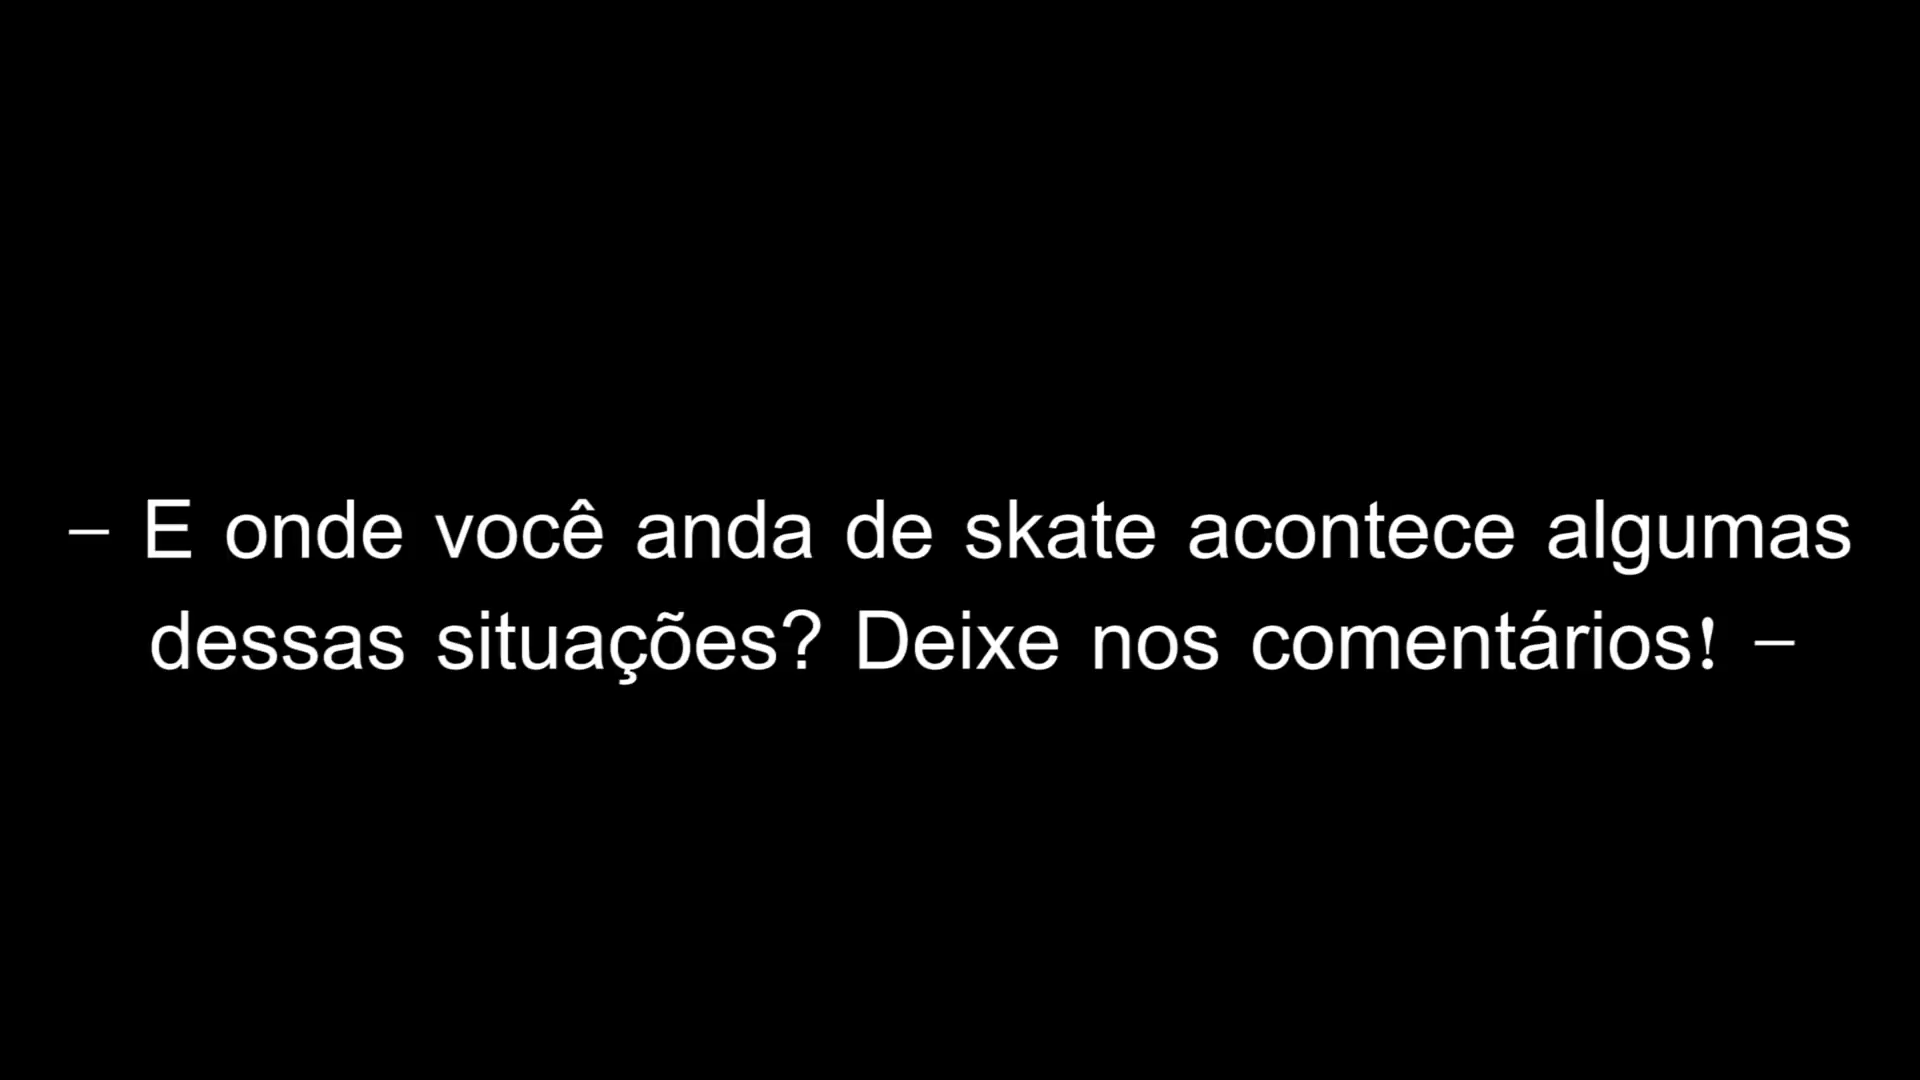 – E onde você anda de skate acontece algumas
dessas situações? Deixe nos comentários! –